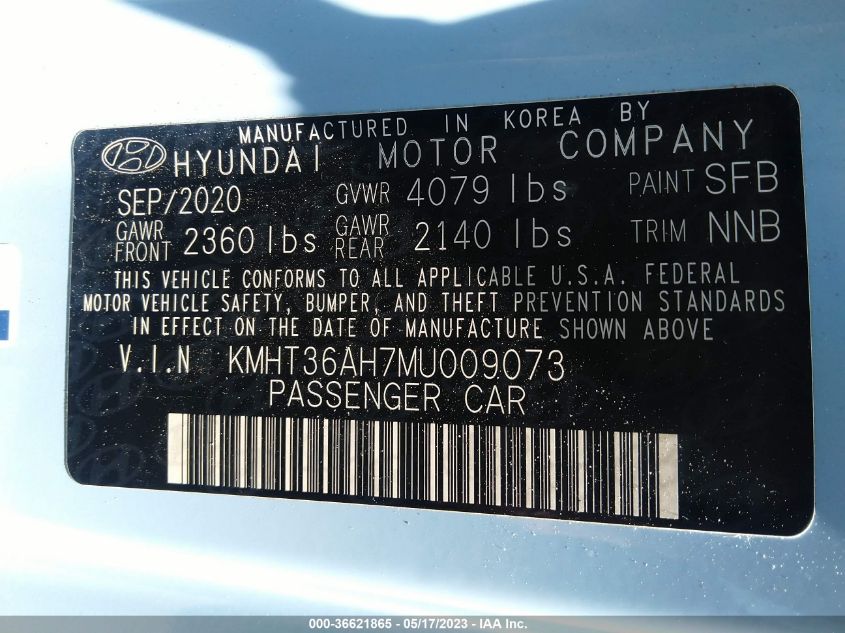 MANUFACTURED IN KOREA BY
HYUNDAI MOTOR COMPANY
SEP/2020 GVWR 4079 lbs PAINT SFB
GAWR FRONT 2360 lbs GAWR REAR 2140 lbs TRIM NNB
THIS VEHICLE CONFORMS TO ALL APPLICABLE U.S.A. FEDERAL
MOTOR VEHICLE SAFETY, BUMPER, AND THEFT PREVENTION STANDARDS
IN EFFECT ON THE DATE OF MANUFACTURE SHOWN ABOVE
V.I.N KMHT36AH7MU009073
PASSENGER CAR
000-36621865 - 05/17/2023 - IAA Inc.